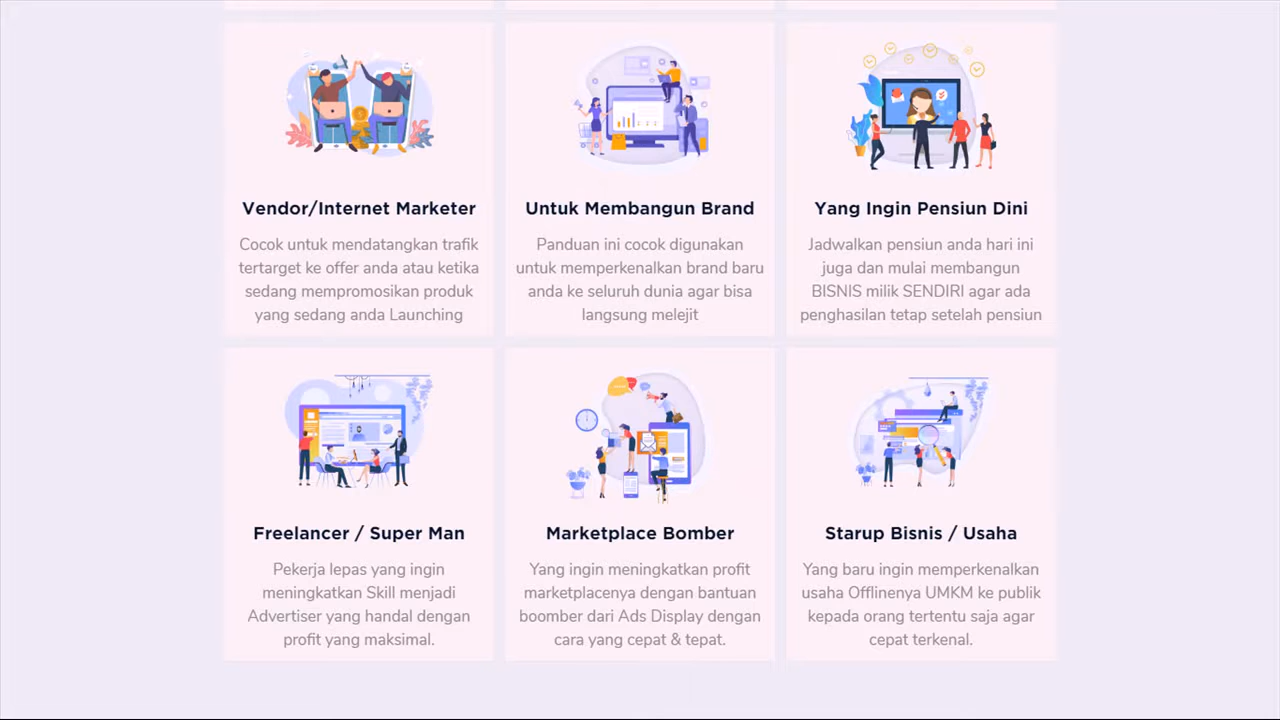 Vendor/Internet Marketer
Cocok untuk mendatangkan trafik
tertarget ke offer anda atau ketika
sedang mempromosikan produk
yang sedang anda Launching
Untuk Membangun Brand
Panduan ini cocok digunakan
untuk memperkenalkan brand baru
anda ke seluruh dunia agar bisa
langsung melejit
Yang Ingin Pensiun Dini
Jadwalkan pensiun anda hari ini
juga dan mulai membangun
BISNIS milik SENDIRI agar ada
penghasilan tetap setelah pensiun
Freelancer / Super Man
Pekerja lepas yang ingin
meningkatkan Skill menjadi
Advertiser yang handal dengan
profit yang maksimal.
Marketplace Bomber
Yang ingin meningkatkan profit
marketplacenya dengan bantuan
boomber dari Ads Display dengan
cara yang cepat & tepat.
Starup Bisnis / Usaha
Yang baru ingin memperkenalkan
usaha Offlinenya UMKM ke publik
kepada orang tertentu saja agar
cepat terkenal.